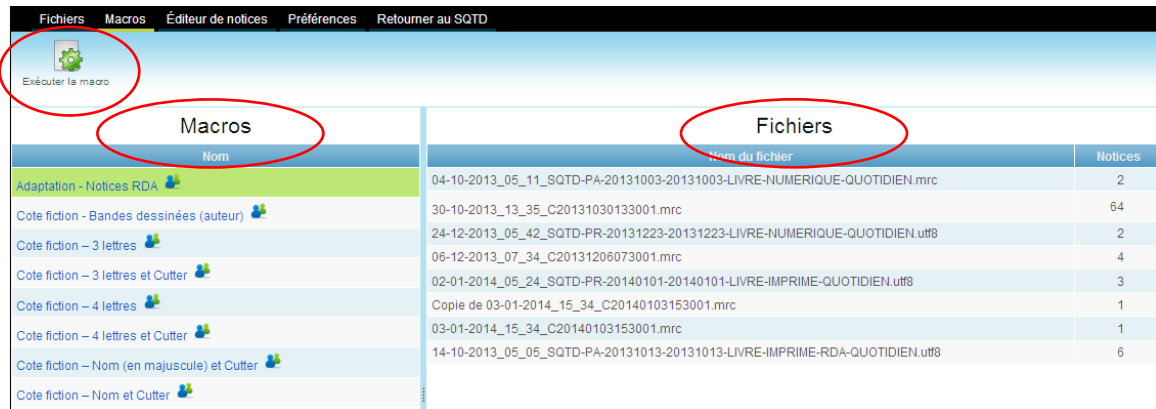 Fichiers Macros Éditeur de notices Préférences Retourner au SQTD
Exécuter la macro
Macros
Nom
Adaptation - Notices RDA
Cote fiction - Bandes dessinées (auteur)
Cote fiction – 3 lettres
Cote fiction – 3 lettres et Cutter
Cote fiction – 4 lettres
Cote fiction – 4 lettres et Cutter
Cote fiction – Nom (en majuscule) et Cutter
Cote fiction – Nom et Cutter
Fichiers
Nom du fichier Notices
04-10-2013_05_11_SQTD-PA-20131003-20131003-LIVRE-NUMERIQUE-QUOTIDIEN.mrc 2
30-10-2013_13_35_C20131030133001.mrc 64
24-12-2013_05_42_SQTD-PR-20131223-20131223-LIVRE-NUMERIQUE-QUOTIDIEN.utf8 2
06-12-2013_07_34_C20131206073001.mrc 4
02-01-2014_05_24_SQTD-PR-20140101-20140101-LIVRE-IMPRIME-QUOTIDIEN.utf8 3
Copie de 03-01-2014_15_34_C20140103153001.mrc 1
03-01-2014_15_34_C20140103153001.mrc 1
14-10-2013_05_05_SQTD-PA-20131013-20131013-LIVRE-IMPRIME-RDA-QUOTIDIEN.utf8 6